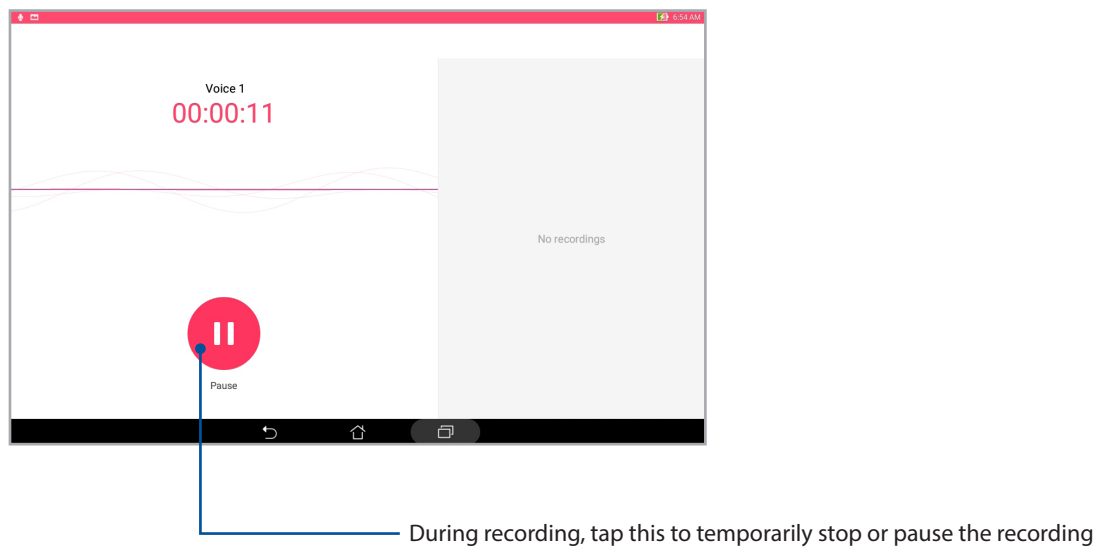 6:54 AM
Voice 1
00:00:11
No recordings
Pause
During recording, tap this to temporarily stop or pause the recording